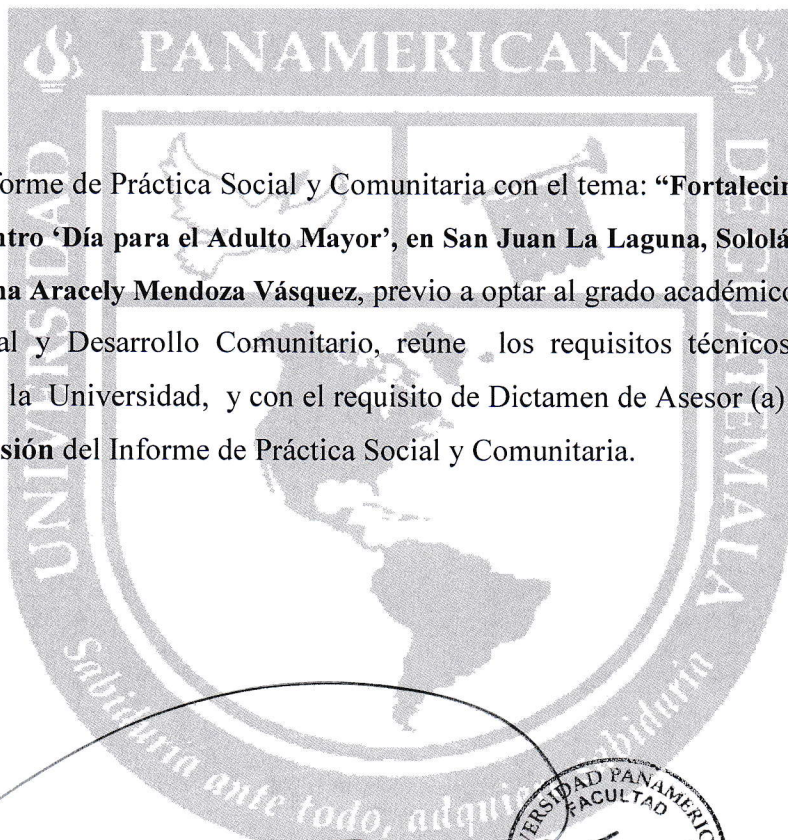 PANAMERICANA
UNIVERSIDAD
DE GUATEMALA
forme de Práctica Social y Comunitaria con el tema: “Fortaleci
ntro ‘Día para el Adulto Mayor’, en San Juan La Laguna, Sololá
na Aracely Mendoza Vásquez, previo a optar al grado académico
al y Desarrollo Comunitario, reúne los requisitos técnicos
la Universidad, y con el requisito de Dictamen de Asesor (a)
sión del Informe de Práctica Social y Comunitaria.
Sabiduría ante todo, adqui sabiduría
ERSIDAD PANAMERI
FACULTAD